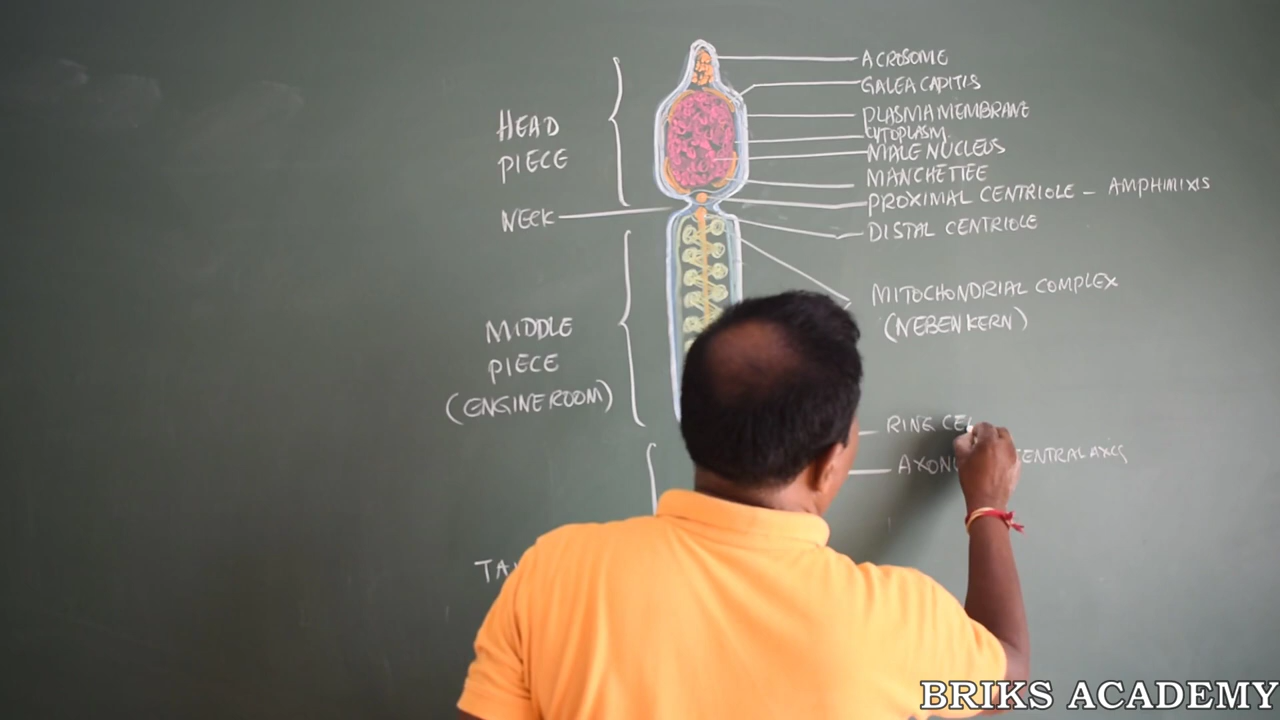 ACROSOME
GALEA CAPITIS
PLASMA MEMBRANE
CYTOPLASM
MALE NUCLEUS
MANCHETTEE
PROXIMAL CENTRIOLE - AMPHIMIXIS
DISTAL CENTRIOLE
HEAD
PIECE
NECK
MITOCHONDRIAL COMPLEX
(NEBENKERN)
MIDDLE
PIECE
(ENGINE ROOM)
RING CE
AXON CENTRAL AXIS
TA
BRIKS ACADEMY